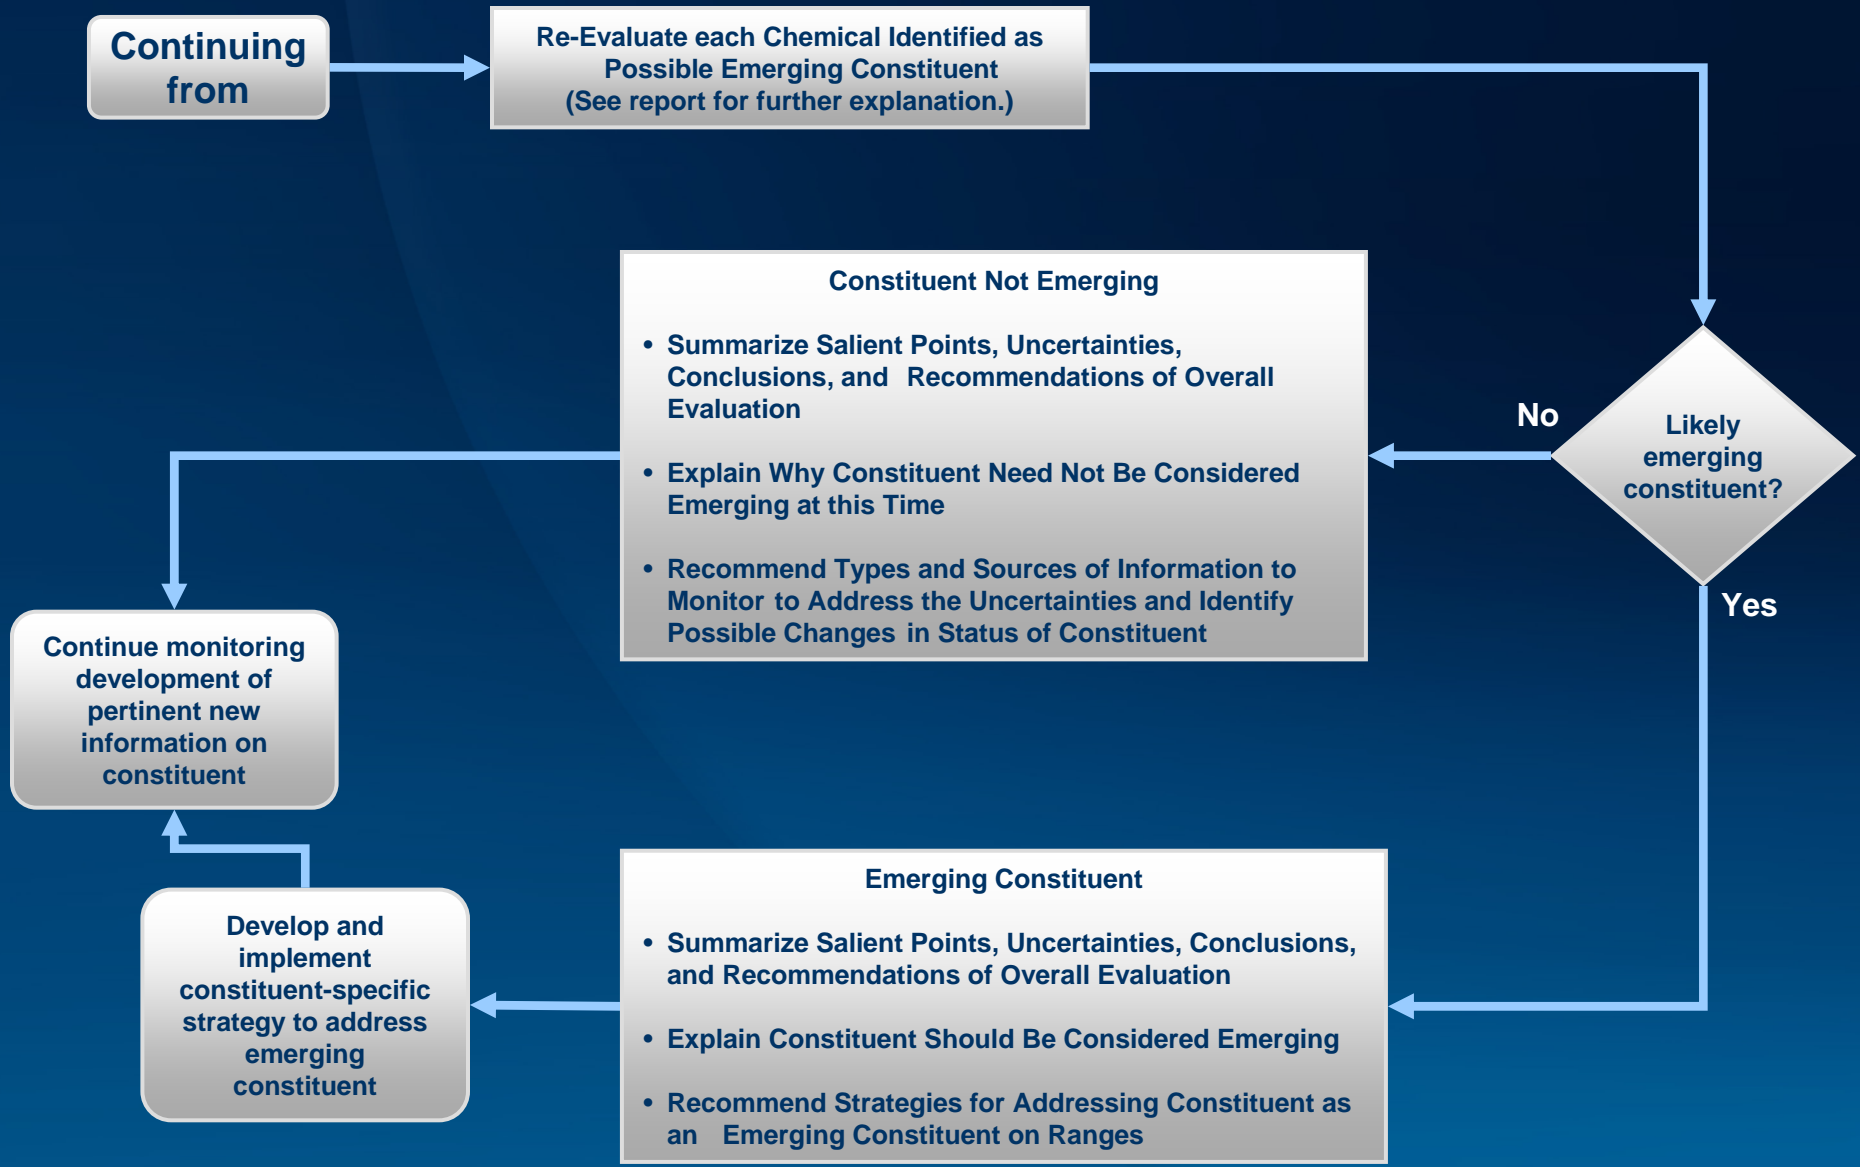 Continuing
from
Re-Evaluate each Chemical Identified as
Possible Emerging Constituent
(See report for further explanation.)
Constituent Not Emerging
• Summarize Salient Points, Uncertainties,
Conclusions, and Recommendations of Overall
Evaluation
• Explain Why Constituent Need Not Be Considered
Emerging at this Time
• Recommend Types and Sources of Information to
Monitor to Address the Uncertainties and Identify
Possible Changes in Status of Constituent
No
Likely
emerging
constituent?
Yes
Continue monitoring
development of
pertinent new
information on
constituent
Emerging Constituent
• Summarize Salient Points, Uncertainties, Conclusions,
and Recommendations of Overall Evaluation
• Explain Constituent Should Be Considered Emerging
• Recommend Strategies for Addressing Constituent as
an Emerging Constituent on Ranges
Develop and
implement
constituent-specific
strategy to address
emerging
constituent